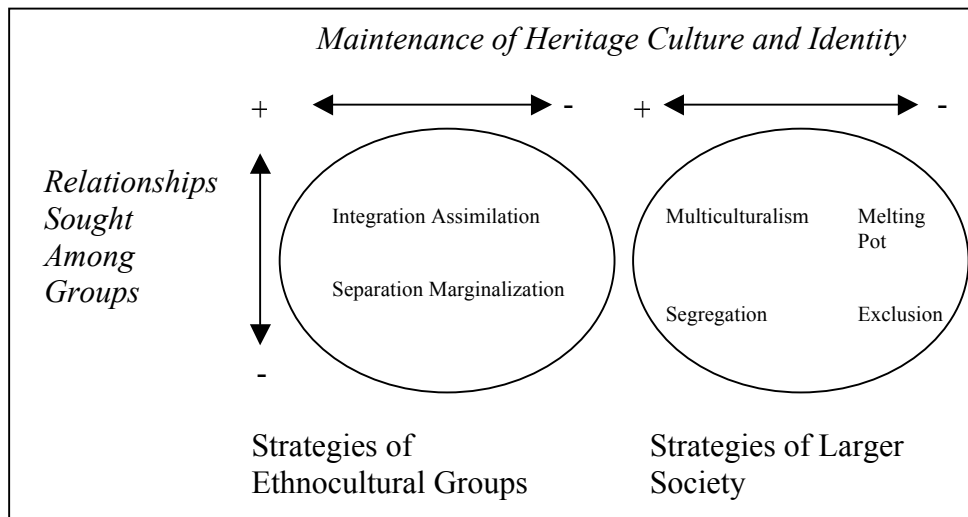 Maintenance of Heritage Culture and Identity
+ - + -
Relationships
Sought
Among
Groups
-
Integration Assimilation
Separation Marginalization
Multiculturalism Melting
Pot
Segregation Exclusion
Strategies of
Ethnocultural Groups
Strategies of Larger
Society